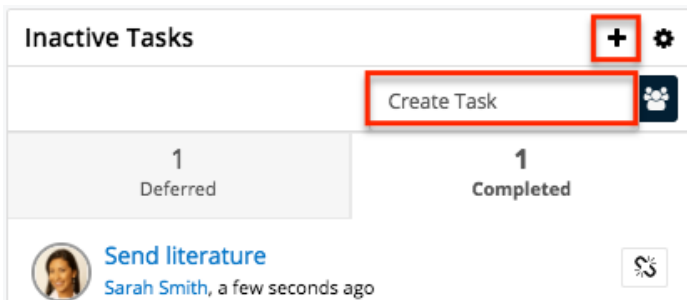 Inactive Tasks
Create Task
1
Deferred
1
Completed
Send literature
Sarah Smith, a few seconds ago